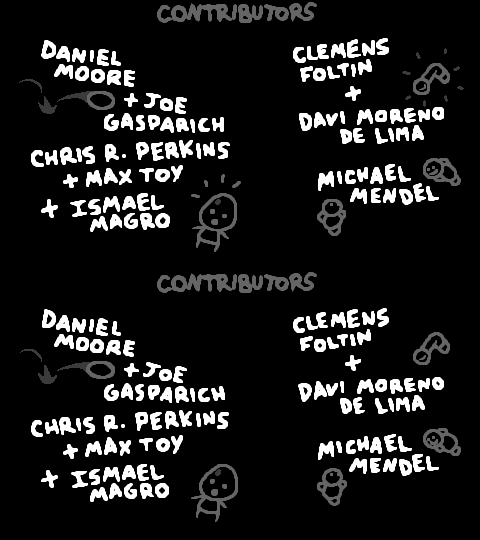 CONTRIBUTORS
DANIEL
MOORE
+ JOE
GASPARICH
CHRIS R. PERKINS
+ MAX TOY
+ ISMAEL
MAGRO
CLEMENS
FOLTIN
+
DAVI MORENO
DE LIMA
MICHAEL
MENDEL
CONTRIBUTORS
DANIEL
MOORE
+ JOE
GASPARICH
CHRIS R. PERKINS
+ MAX TOY
+ ISMAEL
MAGRO
CLEMENS
FOLTIN
+
DAVI MORENO
DE LIMA
MICHAEL
MENDEL